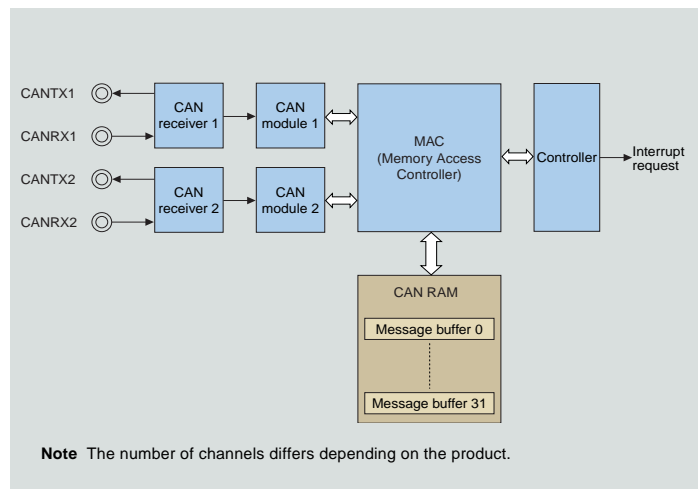 CANTX1
CANRX1
CANTX2
CANRX2
CAN
receiver 1
CAN
module 1
CAN
receiver 2
CAN
module 2
MAC
(Memory Access
Controller)
Controller
Interrupt
request
CAN RAM
Message buffer 0
Message buffer 31
Note The number of channels differs depending on the product.